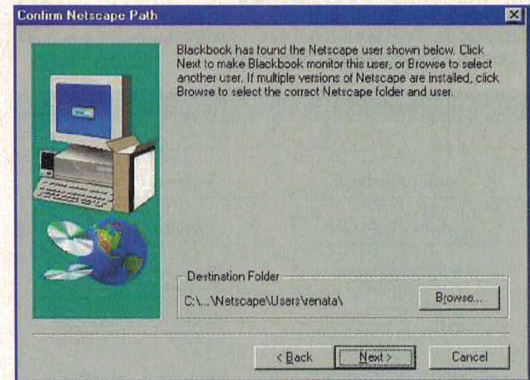 Confirm Netscape Path
Blackbook has found the Netscape user shown below. Click
Next to make Blackbook monitor this user, or Browse to select
another user. If multiple versions of Netscape are installed, click
Browse to select the correct Netscape folder and user.
Destination Folder
C:\...\Netscape\Users\renata\
Browse...
< Back
Next >
Cancel